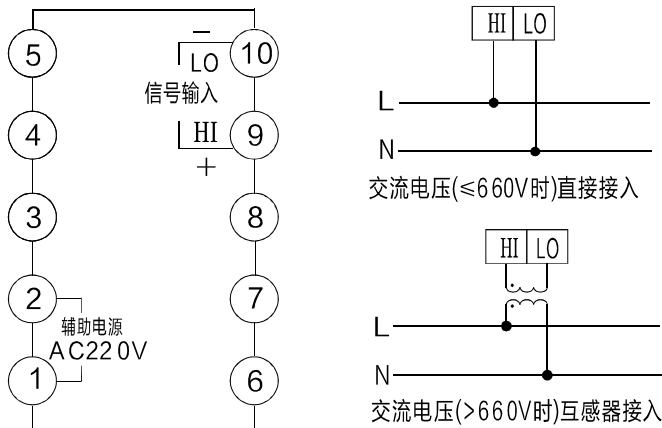 5
4
3
2
1
10
9
8
7
6
−
LO
信号输入
HI
+
辅助电源
AC220V
HI LO
L
N
交流电压(≤660V时)直接接入
HI LO
L
N
交流电压(>660V时)互感器接入